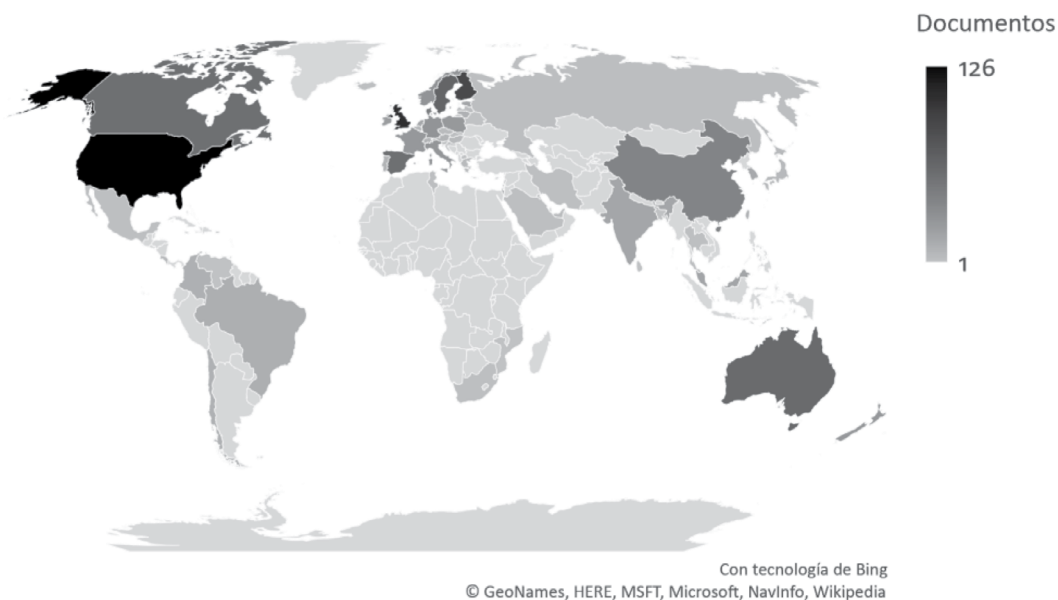 Documentos
126
1
Con tecnología de Bing
© GeoNames, HERE, MSFT, Microsoft, NavInfo, Wikipedia